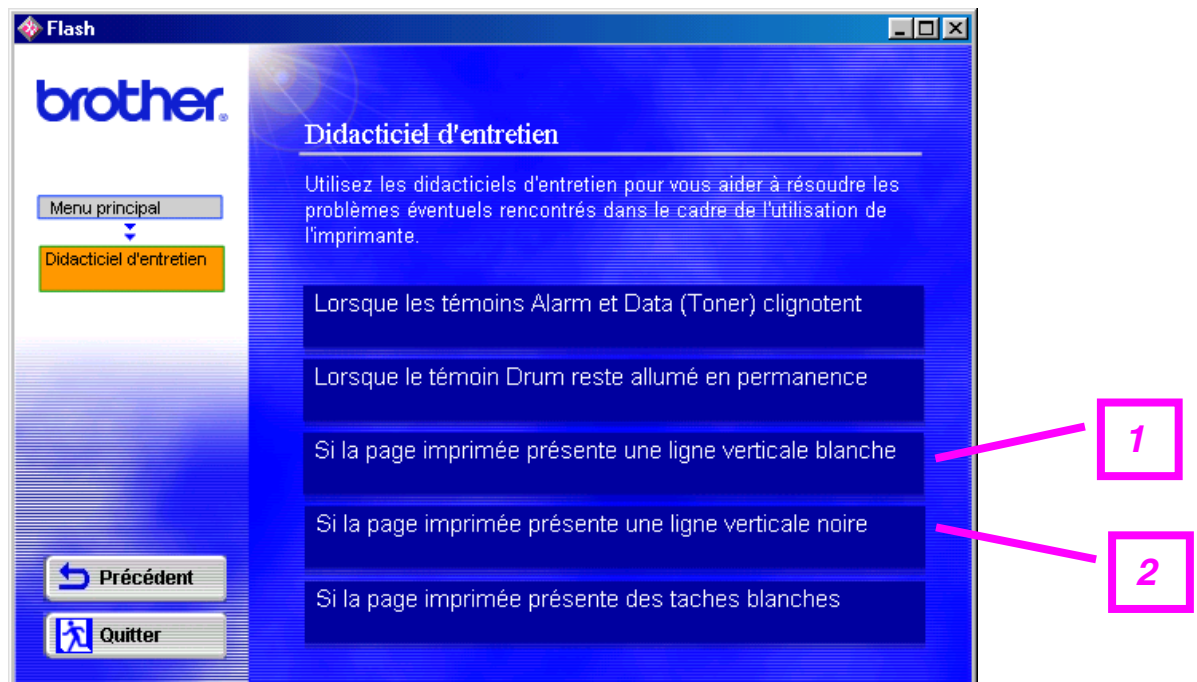 Flash
brother
Didacticiel d'entretien
Utilisez les didacticiels d'entretien pour vous aider à résoudre les
problèmes éventuels rencontrés dans le cadre de l'utilisation de
l'imprimante.
Menu principal
Didacticiel d'entretien
Lorsque les témoins Alarm et Data (Toner) clignotent
Lorsque le témoin Drum reste allumé en permanence
Si la page imprimée présente une ligne verticale blanche
1
Si la page imprimée présente une ligne verticale noire
2
Si la page imprimée présente des taches blanches
Précédent
Quitter